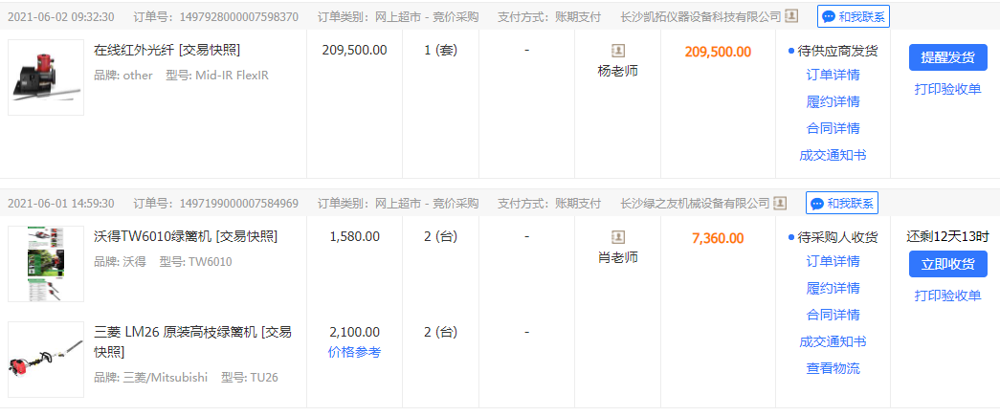 2021-06-02 09:32:30 订单号：1497928000007598370 订单类别：网上超市 - 竞价采购 支付方式：账期支付 长沙凯拓仪器设备科技有限公司 和我联系
在线红外光纤 [交易快照] 209,500.00 1 (套) - 杨老师 209,500.00 待供应商发货 提醒发货
品牌: other 型号: Mid-IR FlexIR
订单详情
打印验收单
履约详情
合同详情
成交通知书
2021-06-01 14:59:30 订单号：1497199000007584969 订单类别：网上超市 - 竞价采购 支付方式：账期支付 长沙绿之友机械设备有限公司 和我联系
沃得TW6010绿篱机 [交易快照] 1,580.00 2 (台) - 肖老师 7,360.00 待采购人收货 还剩12天13时
品牌: 沃得 型号: TW6010
订单详情
立即收货
履约详情
打印验收单
合同详情
三菱 LM26 原装高枝绿篱机 [交易
快照]
2,100.00 2 (台) -
价格参考
成交通知书
品牌: 三菱/Mitsubishi 型号: TU26
查看物流